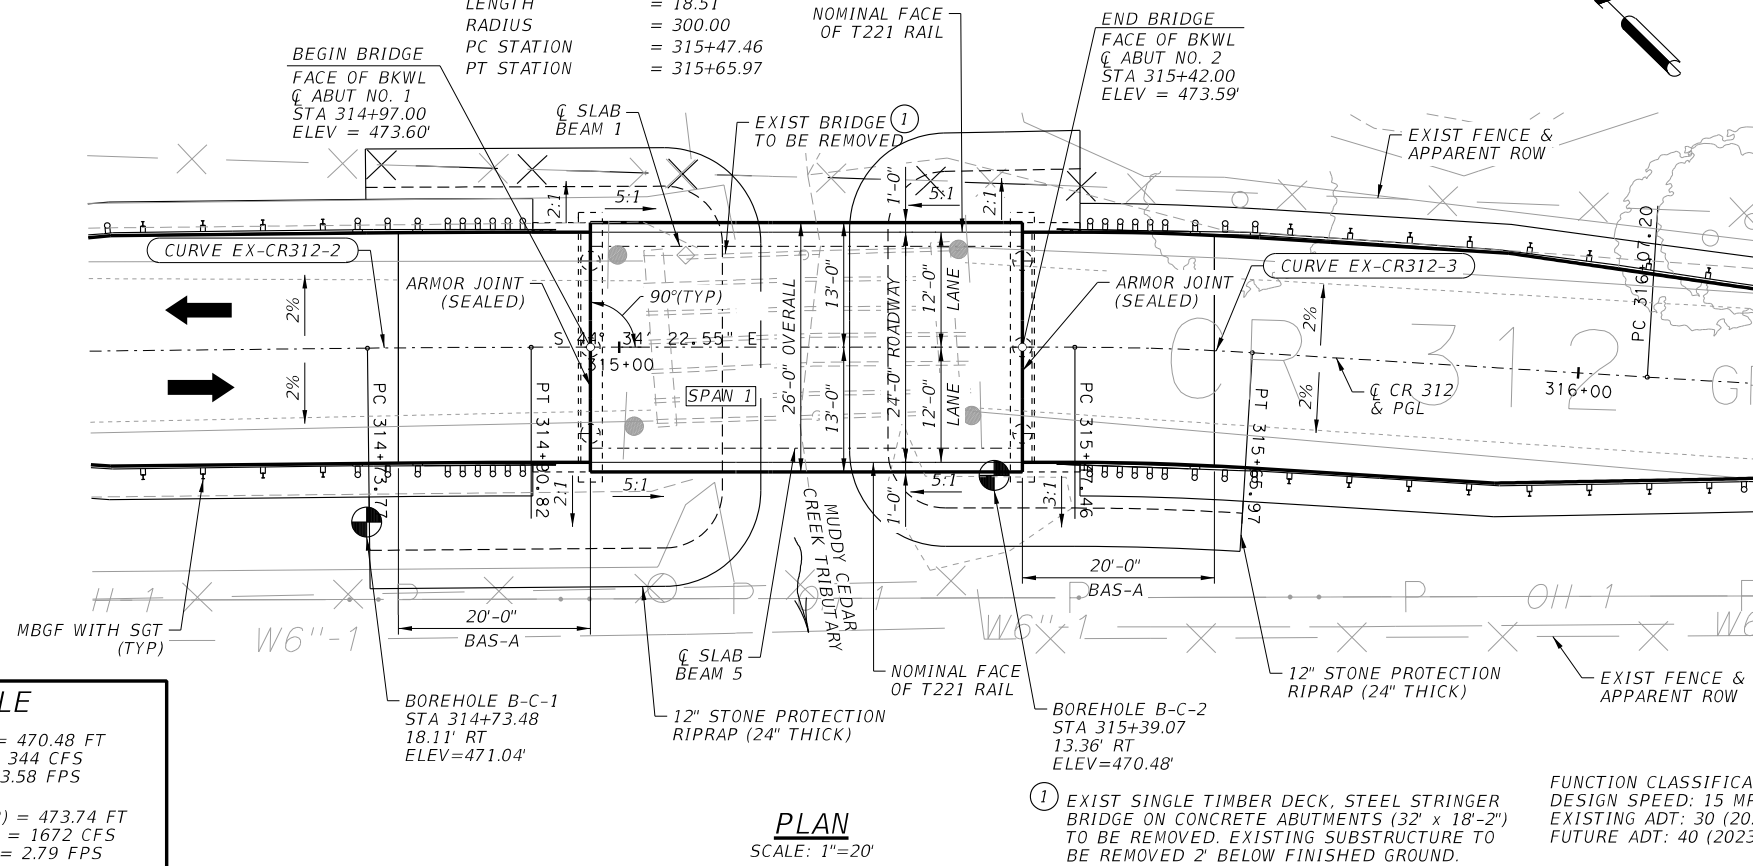 LENGTH = 18.51
RADIUS = 300.00
PC STATION = 315+47.46
PT STATION = 315+65.97
NOMINAL FACE
OF T221 RAIL
END BRIDGE
FACE OF BKWL
℄ ABUT NO. 2
STA 315+42.00
ELEV = 473.59'
BEGIN BRIDGE
FACE OF BKWL
℄ ABUT NO. 1
STA 314+97.00
ELEV = 473.60'
℄ SLAB
BEAM 1
EXIST BRIDGE 1
TO BE REMOVED
EXIST FENCE &
APPARENT ROW
2:1
5:1
1'-0"
5:1
2:1
CURVE EX-CR312-2
ARMOR JOINT
(SEALED)
90°(TYP)
13'-0"
12'-0"
LANE
ARMOR JOINT
(SEALED)
CURVE EX-CR312-3
PC 316+07.20
2%
2%
S 44° 34' 22.55" E
315+00
26'-0" OVERALL
24'-0" ROADWAY
CR 312
2%
2%
SPAN 1
13'-0"
12'-0"
LANE
℄ CR 312
& PGL
316+00
PC 314+73.77
PT 314+90.82
PC 315+47.46
PT 315+65.97
2:1
5:1
1'-0"
5:1
3:1
MUDDY CEDAR
CREEK TRIBUTARY
20'-0"
BAS-A
20'-0"
BAS-A
P
P
P
P
OH 1
W6"-1
W6"-1
MBGF WITH SGT
(TYP)
℄ SLAB
BEAM 5
NOMINAL FACE
OF T221 RAIL
12" STONE PROTECTION
RIPRAP (24" THICK)
EXIST FENCE &
APPARENT ROW
BOREHOLE B-C-1
STA 314+73.48
18.11' RT
ELEV=471.04'
12" STONE PROTECTION
RIPRAP (24" THICK)
BOREHOLE B-C-2
STA 315+39.07
13.36' RT
ELEV=470.48'
LE
= 470.48 FT
344 CFS
3.58 FPS
) = 473.74 FT
= 1672 CFS
= 2.79 FPS
PLAN
SCALE: 1"=20'
1 EXIST SINGLE TIMBER DECK, STEEL STRINGER
BRIDGE ON CONCRETE ABUTMENTS (32' x 18'-2")
TO BE REMOVED. EXISTING SUBSTRUCTURE TO
BE REMOVED 2' BELOW FINISHED GROUND.
FUNCTION CLASSIFICA
DESIGN SPEED: 15 MP
EXISTING ADT: 30 (20
FUTURE ADT: 40 (2023